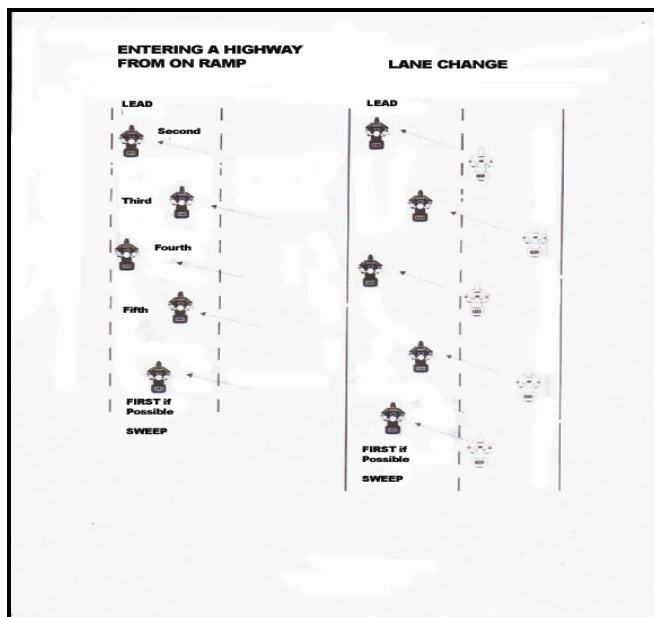 ENTERING A HIGHWAY
FROM ON RAMP
LEAD
Second
Third
Fourth
Fifth
FIRST if
Possible
SWEEP
LANE CHANGE
LEAD
FIRST if
Possible
SWEEP